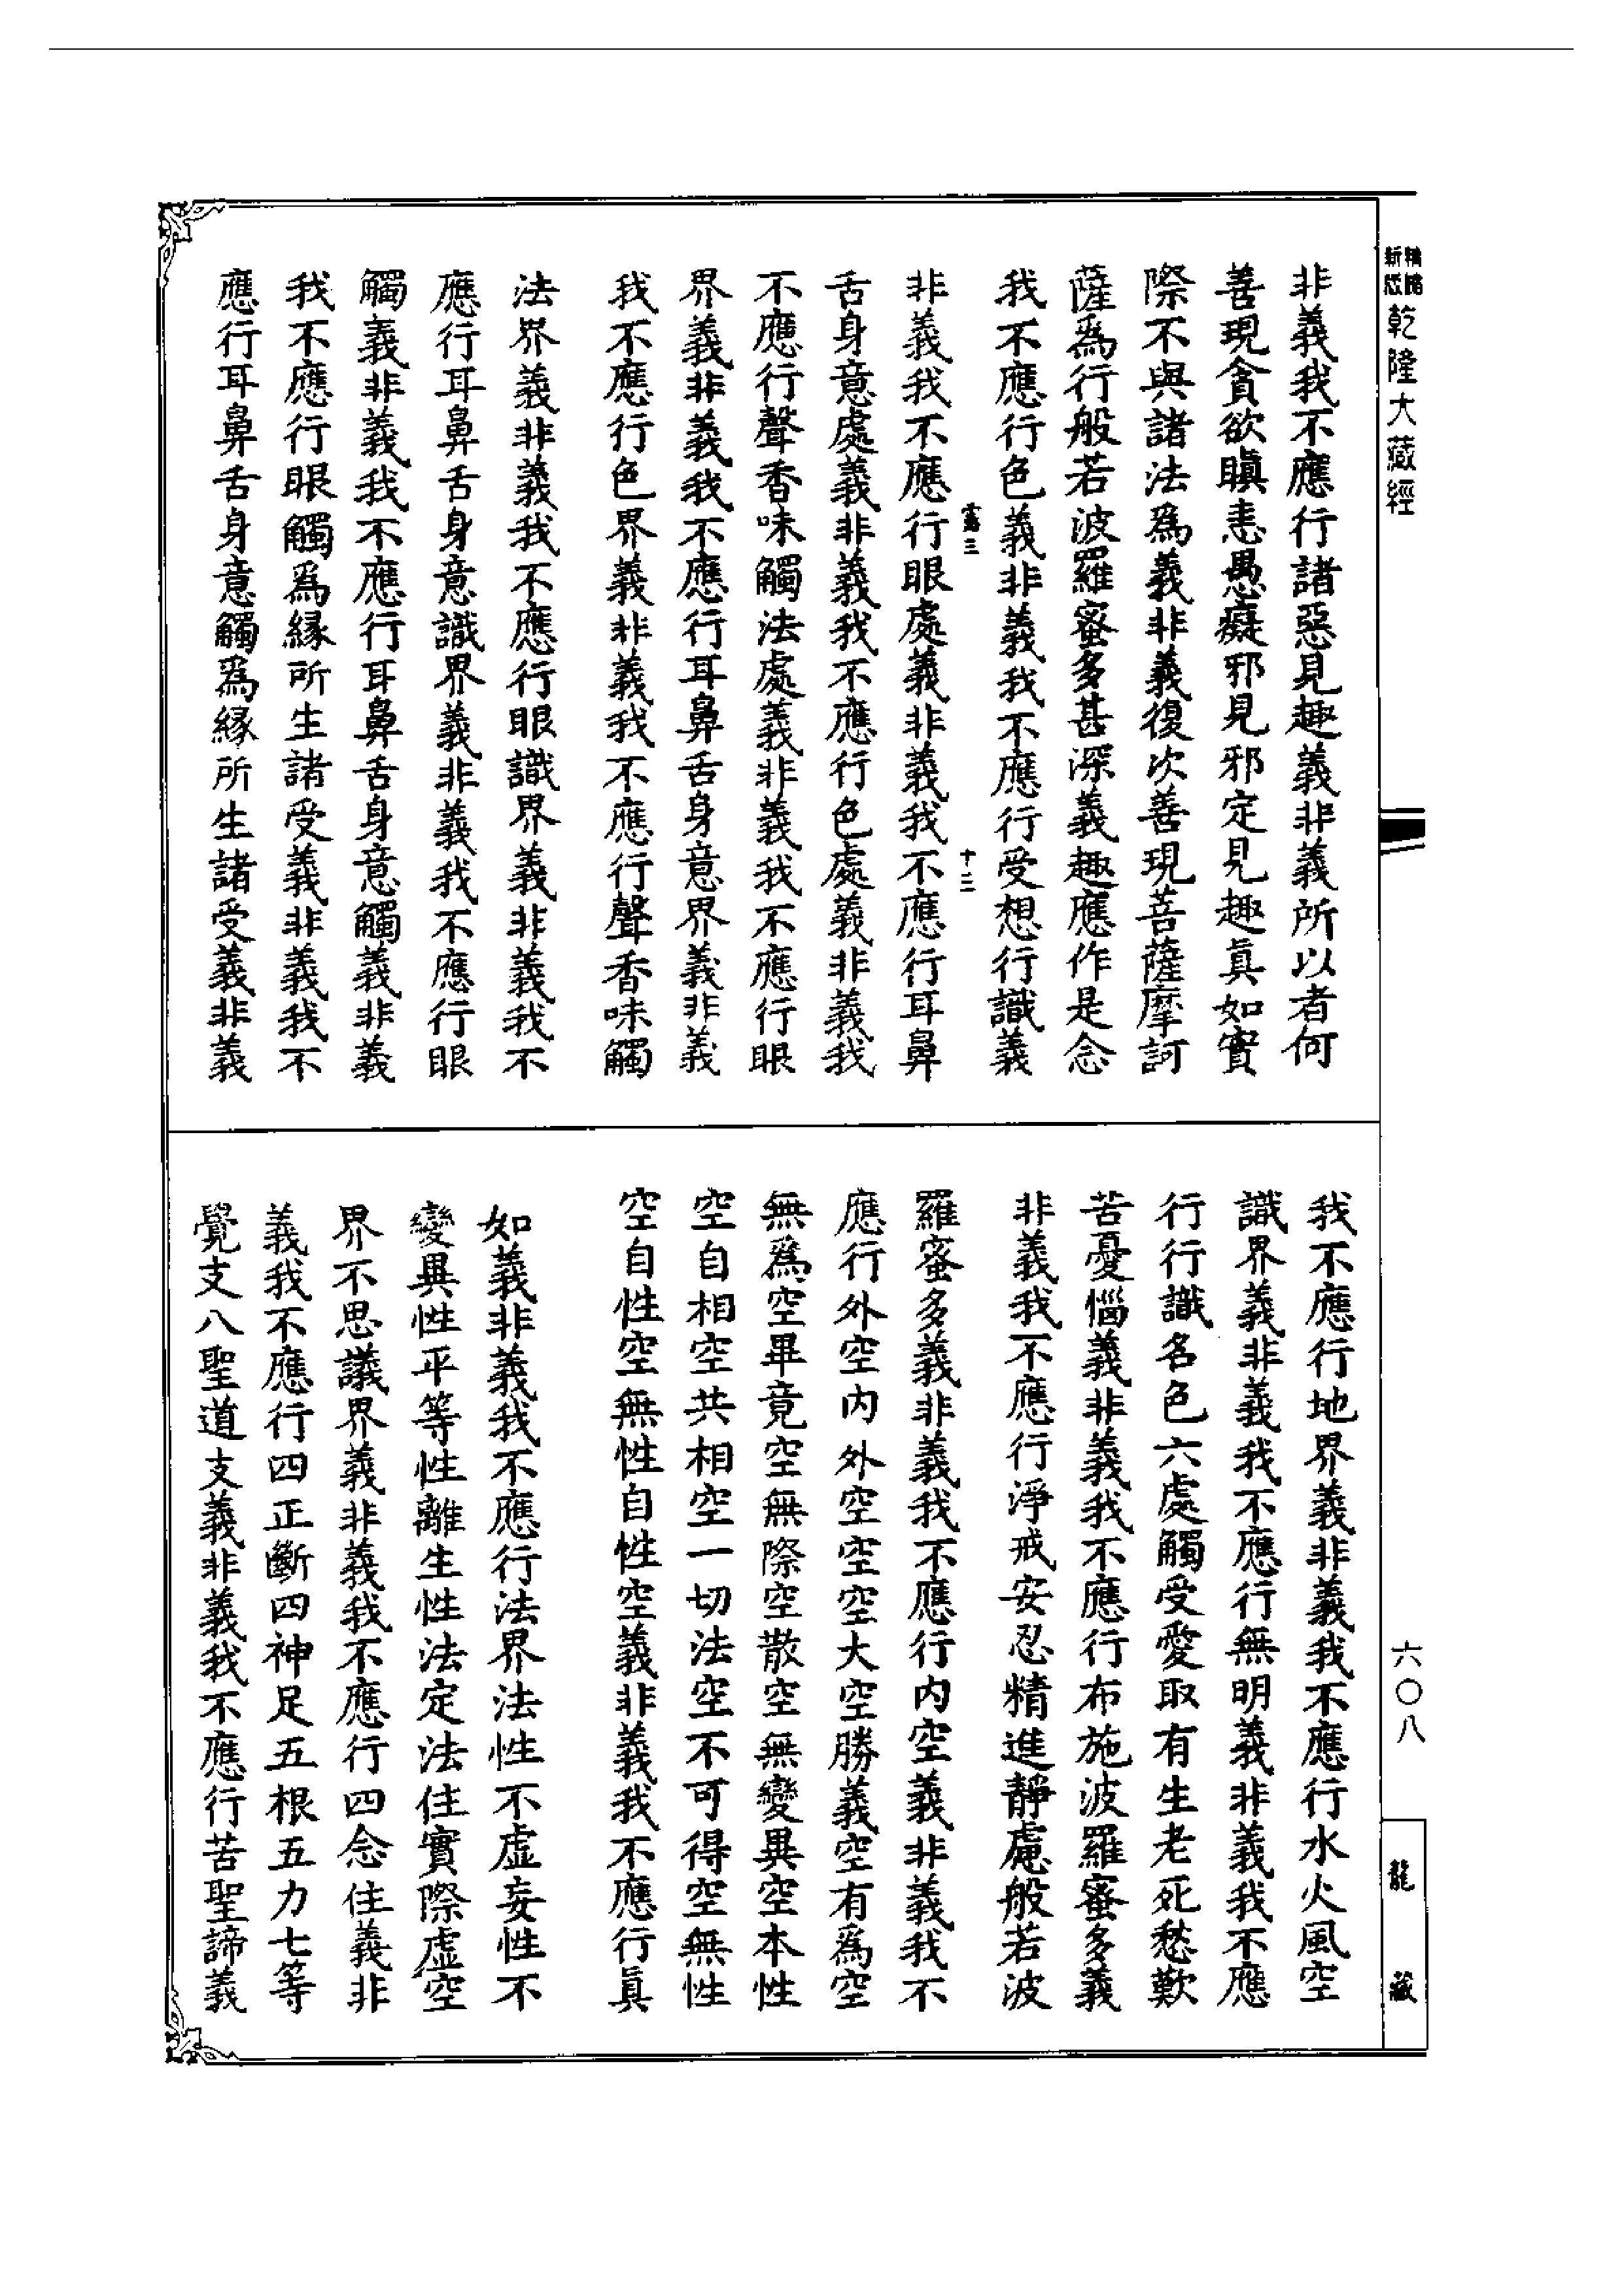 乾隆大藏經
非義我不應行諸惡見趣義非義所以者何
善現貪欲瞋恚愚癡邪見邪定見趣真如實
際不與諸法爲義非義復次善現菩薩摩訶
薩爲行般若波羅蜜多甚深義趣應作是念
我不應行色義非義我不應行受想行識義
非義我不應行眼處義非義我不應行耳鼻
舌身意處義非義我不應行色處義非義我
不應行聲香味觸法處義非義我不應行眼
界義非義我不應行耳鼻舌身意界義非義
我不應行色界義非義我不應行聲香味觸
法界義非義我不應行眼識界義非義我不
應行耳鼻舌身意識界義非義我不應行眼
觸義非義我不應行耳鼻舌身意觸義非義
我不應行眼觸爲緣所生諸受義非義我不
應行耳鼻舌身意觸爲緣所生諸受義非義
我不應行地界義非義我不應行水火風空
識界義非義我不應行無明義非義我不應
行行識名色六處觸受愛取有生老死愁歎
苦憂惱義非義我不應行布施波羅蜜多義
非義我不應行淨戒安忍精進靜慮般若波
羅蜜多義非義我不應行內空義非義我不
應行外空內外空空空大空勝義空有爲空
無爲空畢竟空無際空散空無變異空本性
空自相空共相空一切法空不可得空無性
空自性空無性自性空義非義我不應行真
如義非義我不應行法界法性不虛妄性不
變異性平等性離生性法定法住實際虛空
界不思議界義非義我不應行四念住義非
義我不應行四正斷四神足五根五力七等
覺支八聖道支義非義我不應行苦聖諦義
六〇八
龍藏